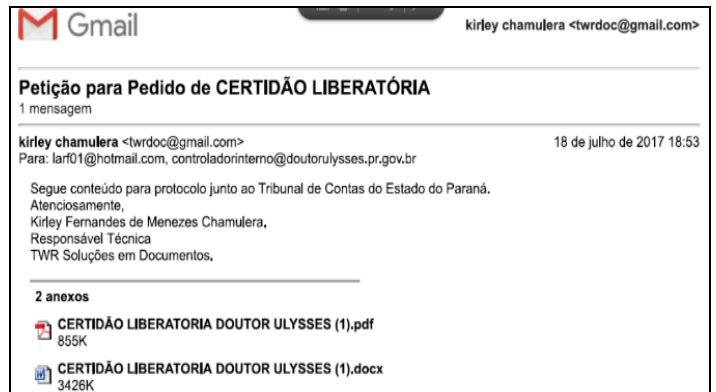 Gmail
kirley chamulera <twrdoc@gmail.com>
Petição para Pedido de CERTIDÃO LIBERATÓRIA
1 mensagem
kirley chamulera <twrdoc@gmail.com> 18 de julho de 2017 18:53
Para: larf01@hotmail.com, controladorinterno@doutorulysses.pr.gov.br
Segue conteúdo para protocolo junto ao Tribunal de Contas do Estado do Paraná.
Atenciosamente,
Kirley Fernandes de Menezes Chamulera,
Responsável Técnica
TWR Soluções em Documentos.
2 anexos
CERTIDÃO LIBERATORIA DOUTOR ULYSSES (1).pdf
855K
CERTIDÃO LIBERATORIA DOUTOR ULYSSES (1).docx
3426K